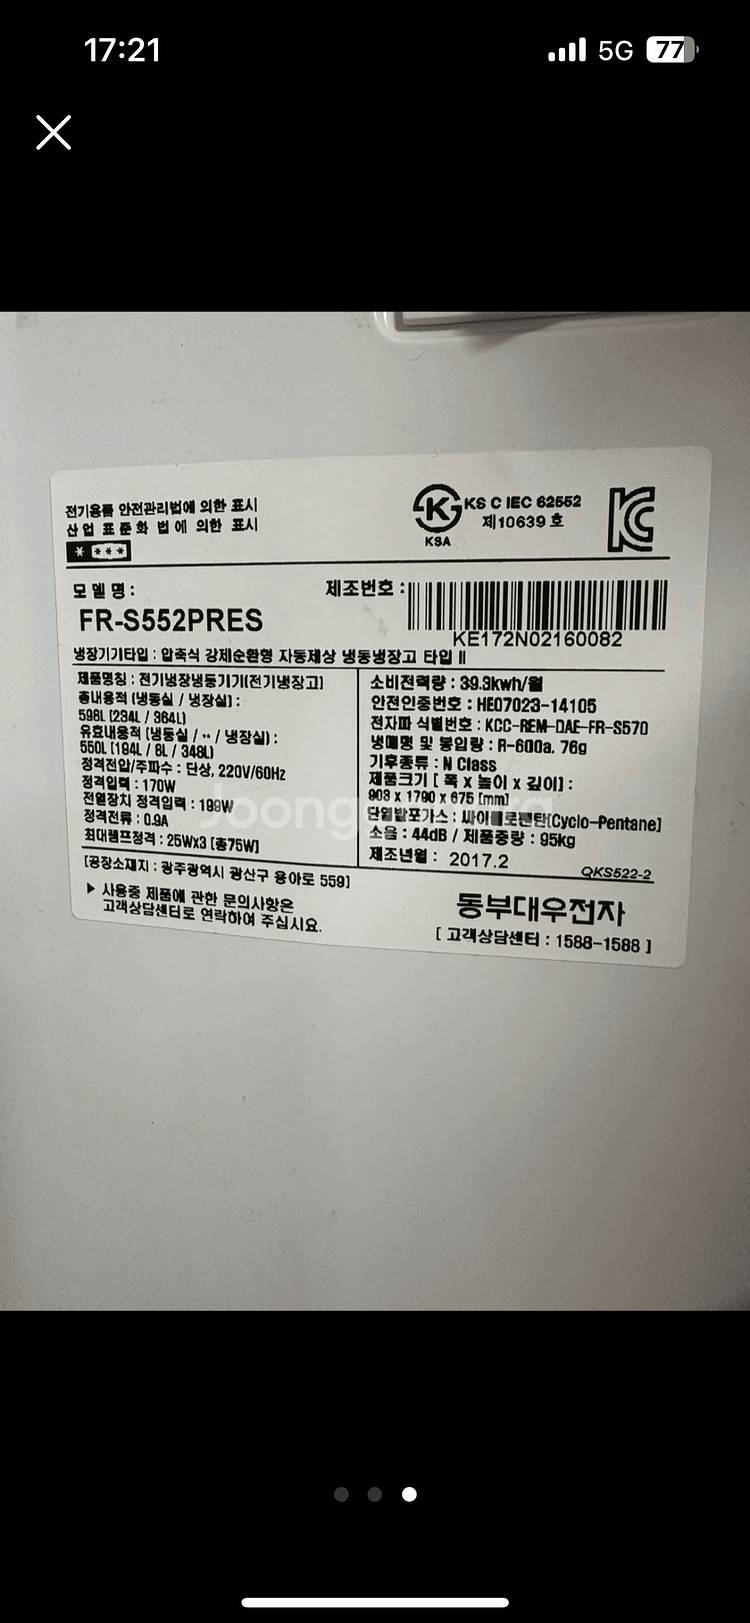 17:21
5G 77
전기용품 안전관리법에 의한 표시
산업 표준화 법에 의한 표시
* ***
KS C IEC 62552
제10639 호
KSA
모델명 :
FR-S552PRES
제조번호 :
KE172N02160082
냉장기기타입 : 압축식 강제순환형 자동제상 냉동냉장고 타입 II
제품명칭 : 전기냉장냉동기기(전기냉장고)
총내용적 (냉동실 / 냉장실) :
598L (234L / 364L)
유효내용적 (냉동실 / ·· / 냉장실) :
550L (184L / 8L / 348L)
정격전압/주파수 : 단상, 220V/60Hz
정격입력 : 170W
전열장치 정격입력 : 199W
정격전류 : 0.9A
최대램프정격 : 25Wx3 [총75W]
소비전력량 : 39.3kwh/월
안전인증번호 : HE07023-14105
전자파 식별번호 : KCC-REM-DAE-FR-S570
냉매명 및 봉입량 : R-600a, 76g
기후종류 : N Class
제품크기 [ 폭 x 높이 x 깊이 ] :
903 x 1790 x 675 [mm]
단열발포가스 : 싸이클로펜탄[Cyclo-Pentane]
소음 : 44dB / 제품중량 : 95kg
제조년월 : 2017.2
QKS522-2
[공장소재지 : 광주광역시 광산구 용아로 559]
▶ 사용중 제품에 관한 문의사항은
고객상담센터로 연락하여 주십시요.
동부대우전자
[ 고객상담센터 : 1588-1588 ]